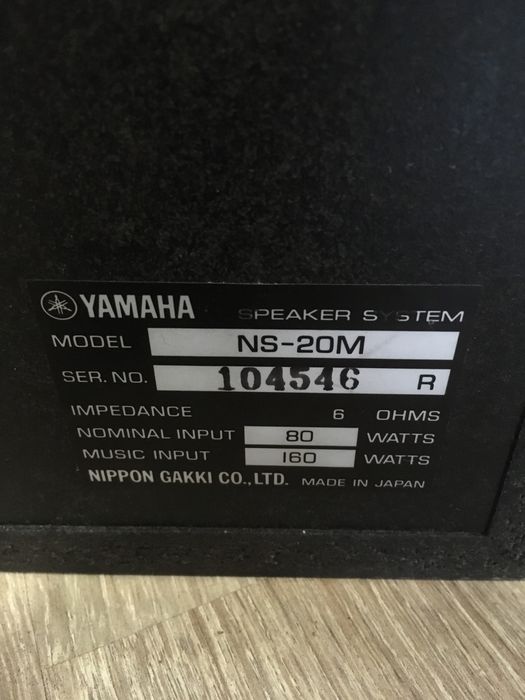 YAMAHA SPEAKER SYSTEM
MODEL NS-20M
SER. NO. 104546 R
IMPEDANCE 6 OHMS
NOMINAL INPUT 80 WATTS
MUSIC INPUT 160 WATTS
NIPPON GAKKI CO.,LTD. MADE IN JAPAN